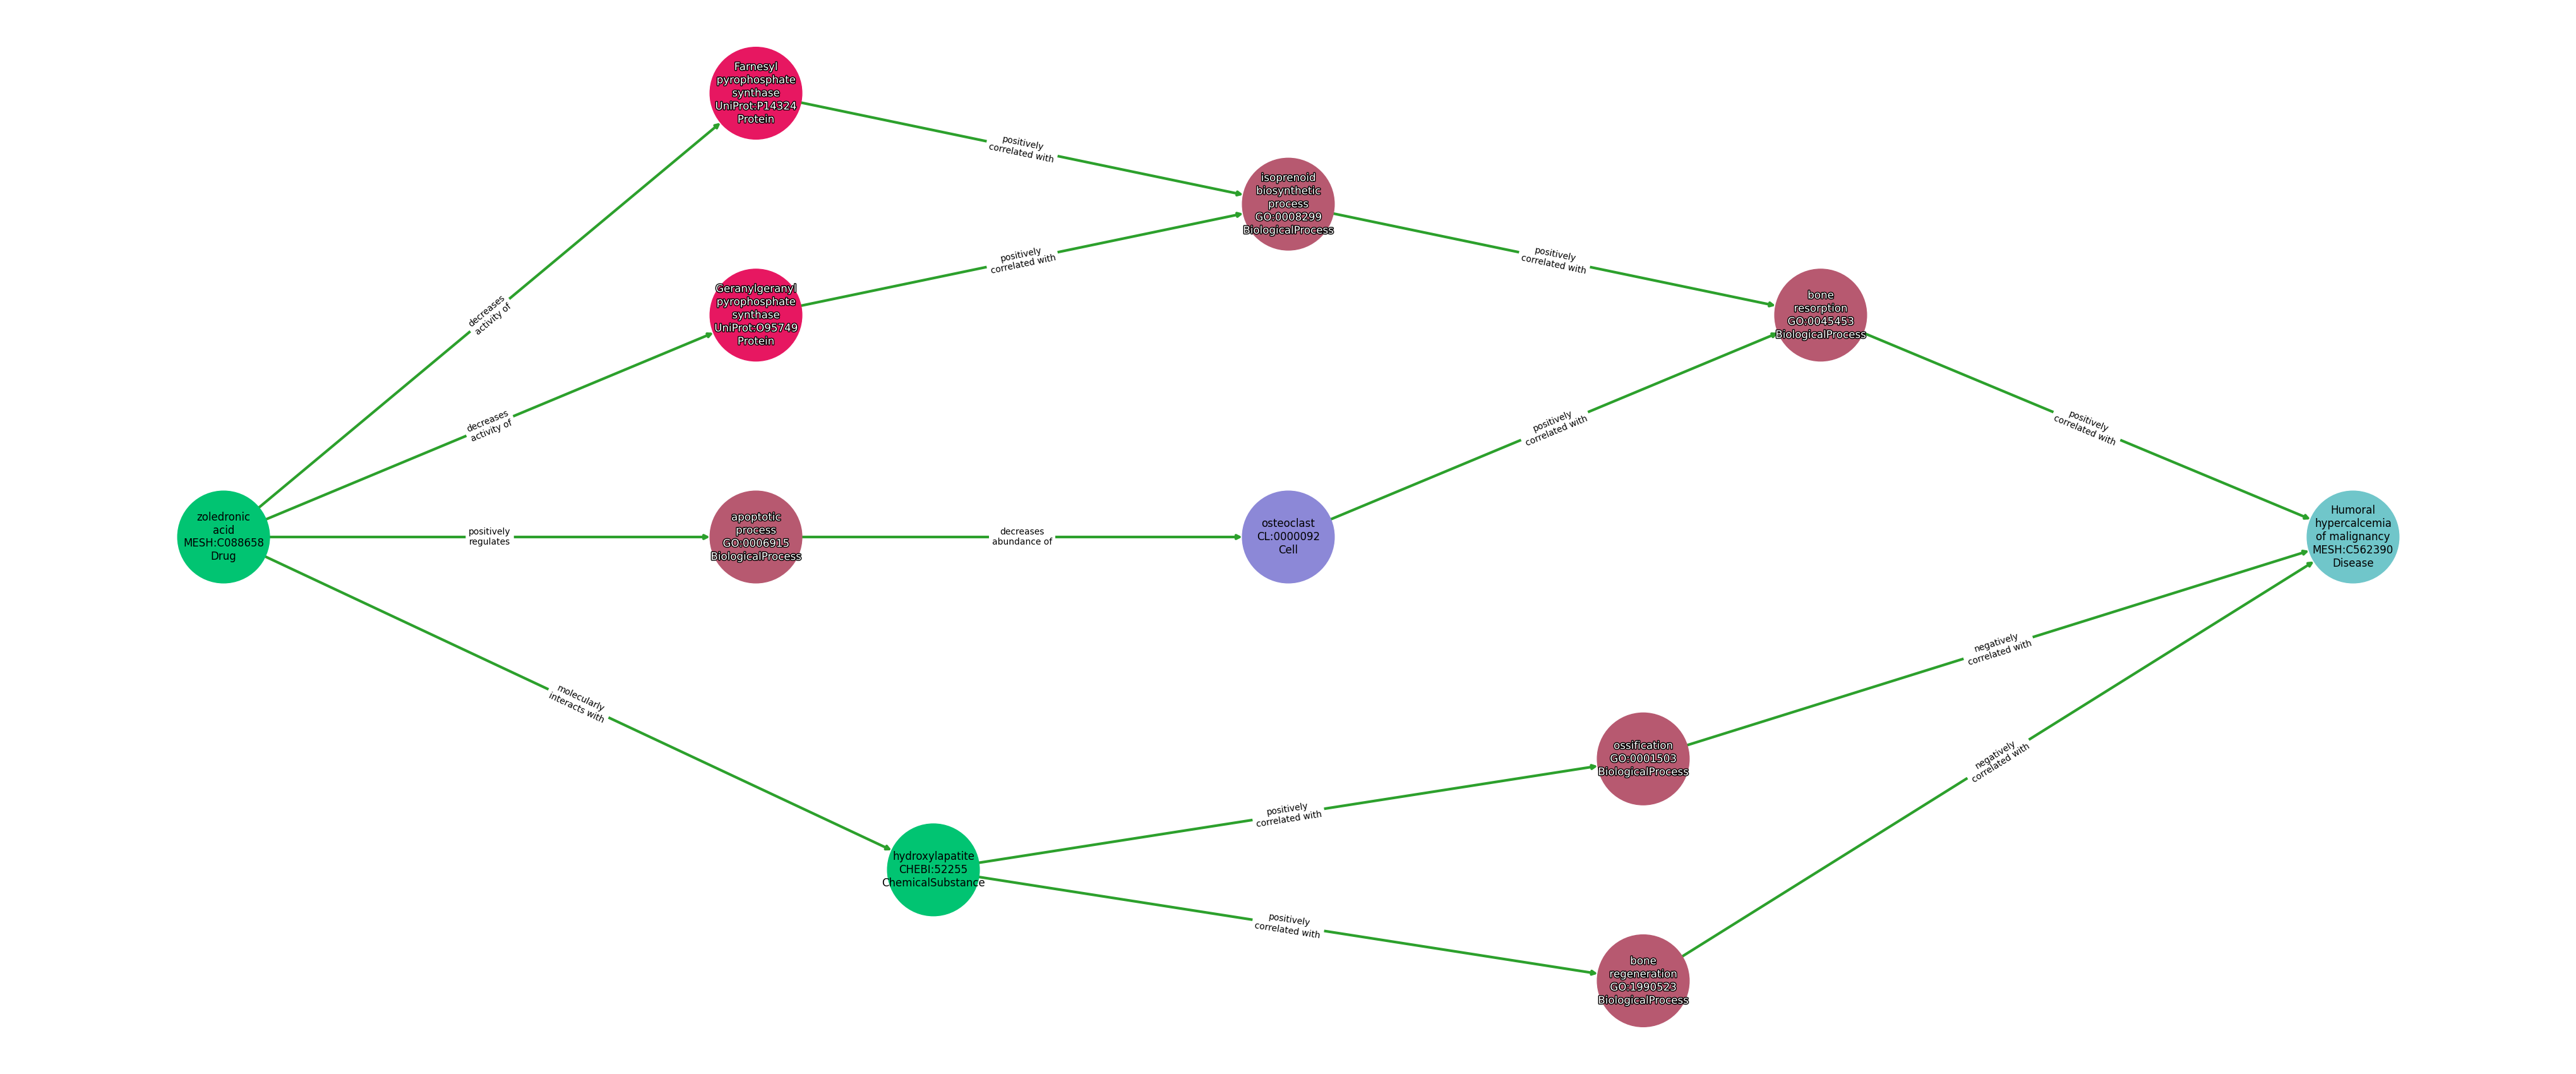 Farnesyl
pyrophosphate
synthase
UniProt:P14324
Protein
positively
correlated with
isoprenoid
biosynthetic
process
GO:0008299
BiologicalProcess
decreases
activity of
Geranylgeranyl
pyrophosphate
synthase
UniProt:O95749
Protein
positively
correlated with
positively
correlated with
bone
resorption
GO:0045453
BiologicalProcess
decreases
activity of
positively
correlated with
positively
correlated with
zoledronic
acid
MESH:C088658
Drug
positively
regulates
apoptotic
process
GO:0006915
BiologicalProcess
decreases
abundance of
osteoclast
CL:0000092
Cell
Humoral
hypercalcemia
of malignancy
MESH:C562390
Disease
molecularly
interacts with
negatively
correlated with
ossification
GO:0001503
BiologicalProcess
negatively
correlated with
hydroxylapatite
CHEBI:52255
ChemicalSubstance
positively
correlated with
positively
correlated with
bone
regeneration
GO:1990523
BiologicalProcess